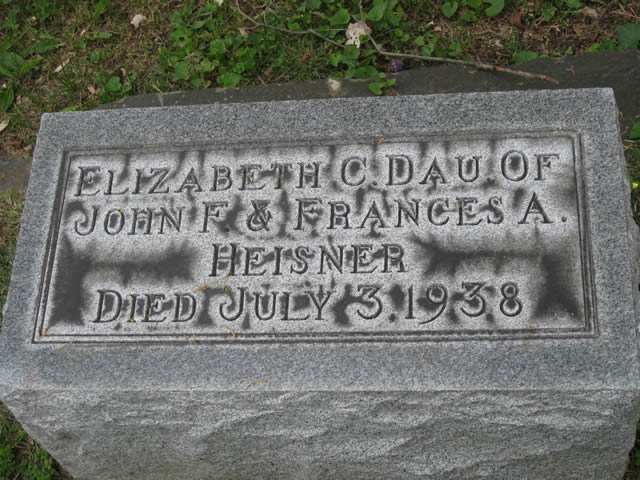 ELIZABETH C. DAU. OF
JOHN F. & FRANCES A.
HEISNER
DIED JULY 3. 1938